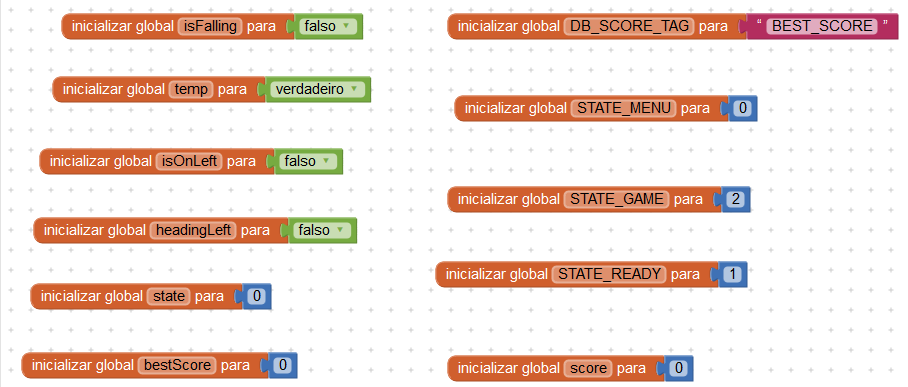 inicializar global isFalling para falso
inicializar global temp para verdadeiro
inicializar global isOnLeft para falso
inicializar global headingLeft para falso
inicializar global state para 0
inicializar global bestScore para 0
inicializar global DB_SCORE_TAG para “ BEST_SCORE ”
inicializar global STATE_MENU para 0
inicializar global STATE_GAME para 2
inicializar global STATE_READY para 1
inicializar global score para 0